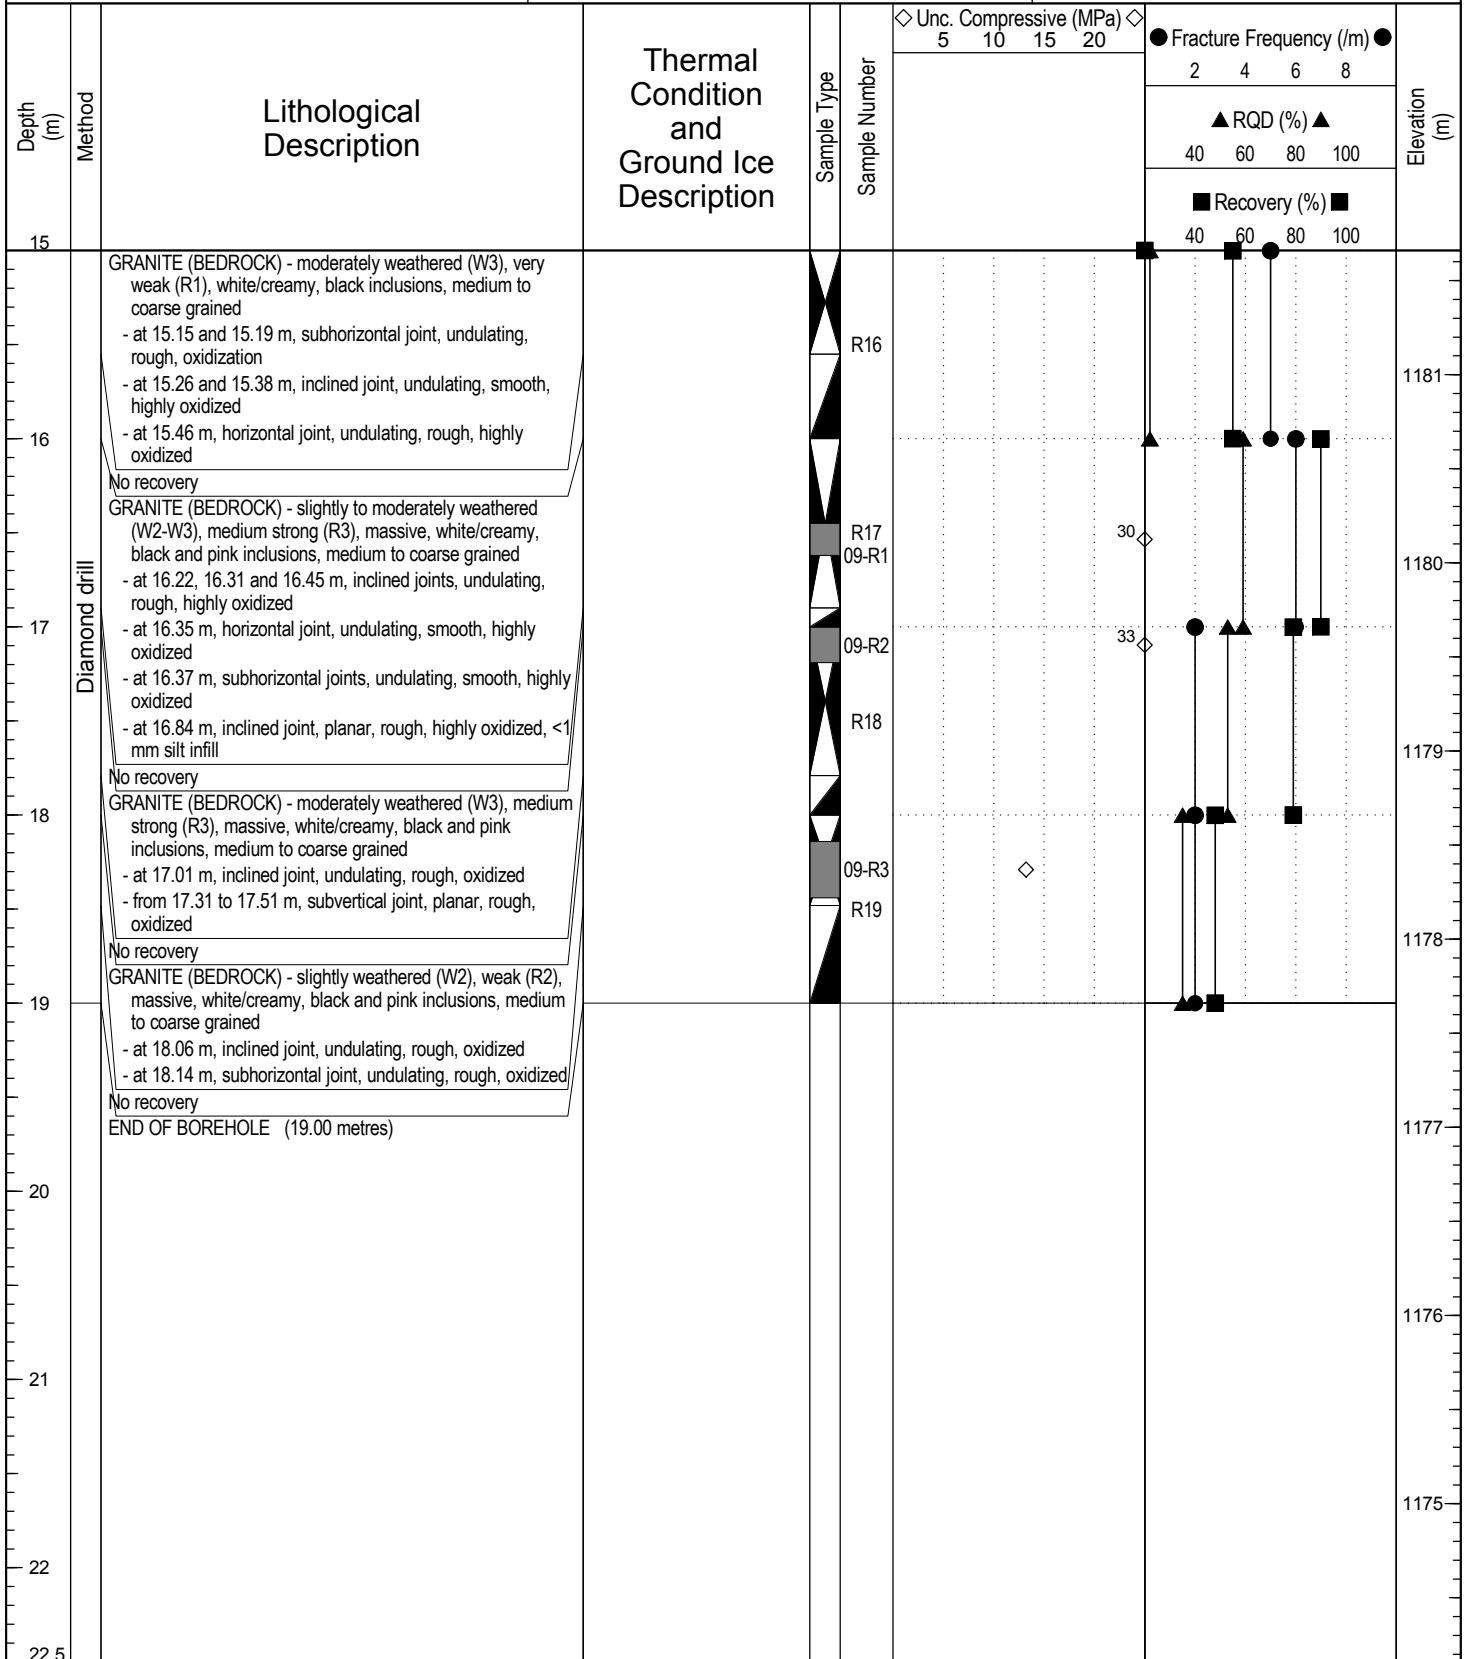 Depth
(m)
Method
Lithological
Description
Thermal
Condition
and
Ground Ice
Description
Sample Type
Sample Number
◇ Unc. Compressive (MPa) ◇
5 10 15 20
● Fracture Frequency (/m) ●
2 4 6 8
▲ RQD (%) ▲
40 60 80 100
■ Recovery (%) ■
40 60 80 100
Elevation
(m)
15
16
17
18
19
20
21
22
22.5
Diamond drill
GRANITE (BEDROCK) - moderately weathered (W3), very
weak (R1), white/creamy, black inclusions, medium to
coarse grained
- at 15.15 and 15.19 m, subhorizontal joint, undulating,
rough, oxidization
- at 15.26 and 15.38 m, inclined joint, undulating, smooth,
highly oxidized
- at 15.46 m, horizontal joint, undulating, rough, highly
oxidized
No recovery
GRANITE (BEDROCK) - slightly to moderately weathered
(W2-W3), medium strong (R3), massive, white/creamy,
black and pink inclusions, medium to coarse grained
- at 16.22, 16.31 and 16.45 m, inclined joints, undulating,
rough, highly oxidized
- at 16.35 m, horizontal joint, undulating, smooth, highly
oxidized
- at 16.37 m, subhorizontal joints, undulating, smooth, highly
oxidized
- at 16.84 m, inclined joint, planar, rough, highly oxidized, <1
mm silt infill
No recovery
GRANITE (BEDROCK) - moderately weathered (W3), medium
strong (R3), massive, white/creamy, black and pink
inclusions, medium to coarse grained
- at 17.01 m, inclined joint, undulating, rough, oxidized
- from 17.31 to 17.51 m, subvertical joint, planar, rough,
oxidized
No recovery
GRANITE (BEDROCK) - slightly weathered (W2), weak (R2),
massive, white/creamy, black and pink inclusions, medium
to coarse grained
- at 18.06 m, inclined joint, undulating, rough, oxidized
- at 18.14 m, subhorizontal joint, undulating, rough, oxidized
No recovery
END OF BOREHOLE (19.00 metres)
R16
R17
09-R1
09-R2
R18
09-R3
R19
30
33
1181
1180
1179
1178
1177
1176
1175